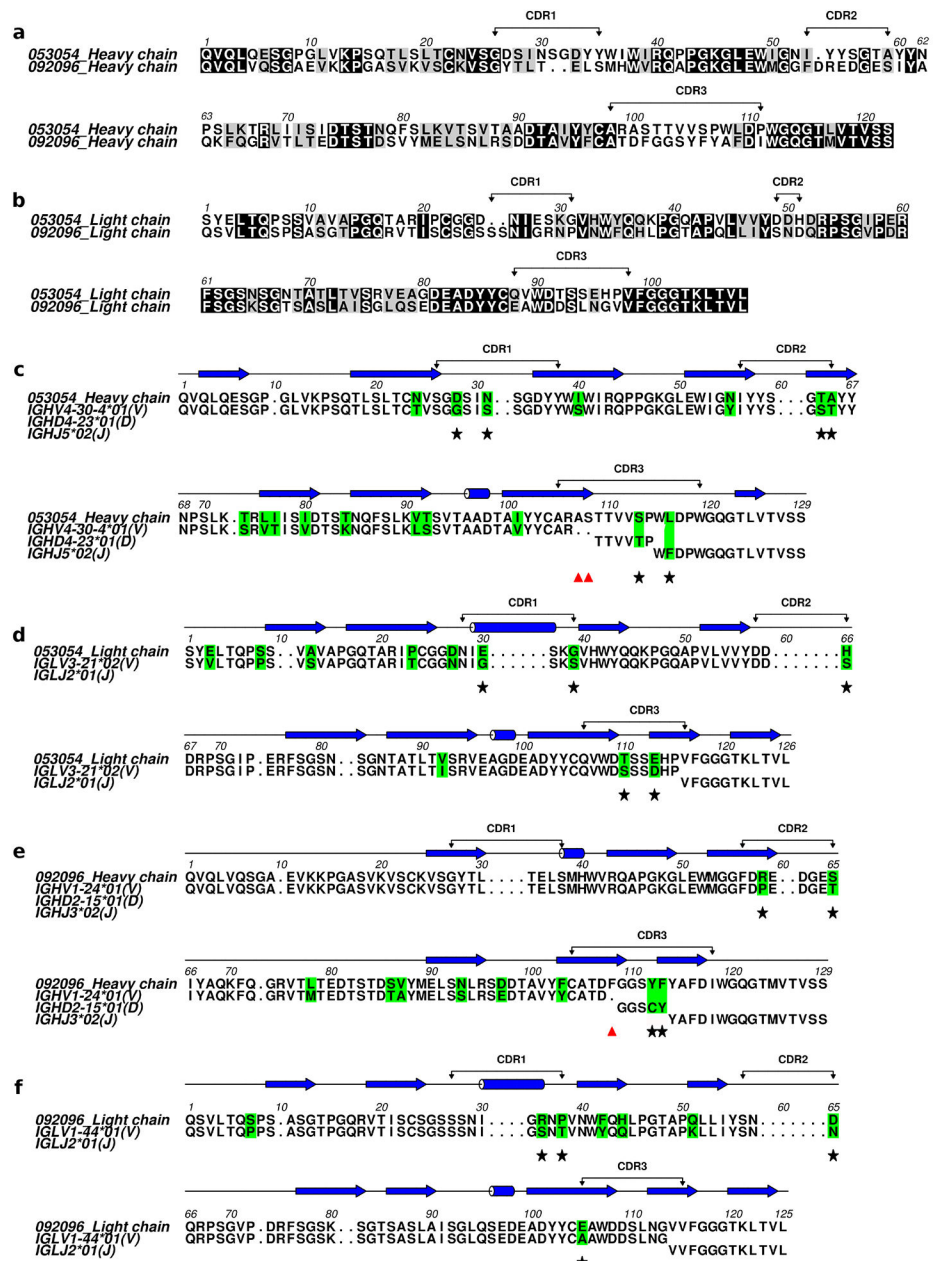 a
CDR1 CDR2
1 10 20 30 40 50 60 62
053054_Heavy chain QVQLQESGPGLVKPSQTLSLTCNVSGDSINSGDYYWIWIRQPPGKGLEWIGNI.YYSGTAYYN
092096_Heavy chain QVQLVQSGAEVKKPGASVKVSCKVSGYTLT..ELSMHWVRQAPGKGLEWMGGFDREDGESIYA
CDR3
63 70 80 90 100 110 120
053054_Heavy chain PSLKTRLIISIDTSTNQFSLKVTSVTAADTAIYYCARASTTVVSPWLDPWGQGTLVTVSS
092096_Heavy chain QKFQGRVTLTEDTSTDSVYMELSNLRSDDTAVYFCATDFGGSYFYAFDIWGQGTMVTVSS
b
CDR1 CDR2
1 10 20 30 40 50 60
053054_Light chain SYELTQPSSVAVAPGQTARIPCGGD..NIESKGVHWYQQKPGQAPVLVVYDDHDRPSGIPER
092096_Light chain QSVLTQSPSASGTPGQRVTISCSGSSSNIGRNPVNWFQHLPGTAPQLLIYSNDQRPSGVPDR
CDR3
61 70 80 90 100
053054_Light chain FSGSNSGNTATLTVSRVEAGDEADYYCQVWDTSSEHPVFGGGTKLTVL
092096_Light chain FSGSKSGTSASLAISGLQSEDEADYYCEAWDDSLNGVVFGGGTKLTVL
c
CDR1 CDR2
1 10 20 30 40 50 60 67
053054_Heavy chain QVQLQESGP.GLVKPSQTLSLTCNVSGDSIN..SGDYYWIWIRQPPGKGLEWIGNIYYS...GTAYY
IGHV4-30-4*01(V) QVQLQESGP.GLVKPSQTLSLTCTVSGGSIS..SGDYYWSWIRQPPGKGLEWIGYIYYS...GSTYY
IGHD4-23*01(D)
IGHJ5*02(J)
CDR3
68 70 80 90 100 110 120 129
053054_Heavy chain NPSLK.TRLIISIDTSTNQFSLKVTSVTAADTAIYYCARASTTVVSPWLDPWGQGTLVTVSS
IGHV4-30-4*01(V) NPSLK.SRVTISVDTSKNQFSLKLSSVTAADTAVYYCAR..
IGHD4-23*01(D) TTVVTP
IGHJ5*02(J) WFDPWGQGTLVTVSS
d
CDR1 CDR2
1 10 20 30 40 50 60 66
053054_Light chain SYELTQPSS..VAVAPGQTARIPCGGDNIE......SKGVHWYQQKPGQAPVLVVYDD.......H
IGLV3-21*02(V) SYVLTQPPS..VSVAPGQTARITCGGNNIG......SKSVHWYQQKPGQAPVLVVYDD.......S
IGLJ2*01(J)
CDR3
67 70 80 90 100 110 120 126
053054_Light chain DRPSGIP.ERFSGSN..SGNTATLTVSRVEAGDEADYYCQVWDTSSEHPVFGGGTKLTVL
IGLV3-21*02(V) DRPSGIP.ERFSGSN..SGNTATLTISRVEAGDEADYYCQVWDSSSDHP
IGLJ2*01(J) VFGGGTKLTVL
e
CDR1 CDR2
1 10 20 30 40 50 60 65
092096_Heavy chain QVQLVQSGA.EVKKPGASVKVSCKVSGYTL....TELSMHWVRQAPGKGLEWMGGFDRE..DGES
IGHV1-24*01(V) QVQLVQSGA.EVKKPGASVKVSCKVSGYTL....TELSMHWVRQAPGKGLEWMGGFDPE..DGET
IGHD2-15*01(D)
IGHJ3*02(J)
CDR3
66 70 80 90 100 110 120 129
092096_Heavy chain IYAQKFQ.GRVTLTEDTSTDSVYMELSNLRSDDTAVYFCATDFGGSYFYAFDIWGQGTMVTVSS
IGHV1-24*01(V) IYAQKFQ.GRVTMTEDTSTDTAYMELSSLRSEDTAVYYCATD.
IGHD2-15*01(D) GGSCY
IGHJ3*02(J) YAFDIWGQGTMVTVSS
f
CDR1 CDR2
1 10 20 30 40 50 60 65
092096_Light chain QSVLTQSPS.ASGTPGQRVTISCSGSSSNI....GRNPVNWFQHLPGTAPQLLIYSN.......D
IGLV1-44*01(V) QSVLTQPPS.ASGTPGQRVTISCSGSSSNI....GSNTVNWYQQLPGTAPKLLIYSN.......N
IGLJ2*01(J)
CDR3
66 70 80 90 100 110 120 125
092096_Light chain QRPSGVP.DRFSGSK..SGTSASLAISGLQSEDEADYYCEAWDDSLNGVVFGGGTKLTVL
IGLV1-44*01(V) QRPSGVP.DRFSGSK..SGTSASLAISGLQSEDEADYYCAAWDDSLNG
IGLJ2*01(J) VVFGGGTKLTVL